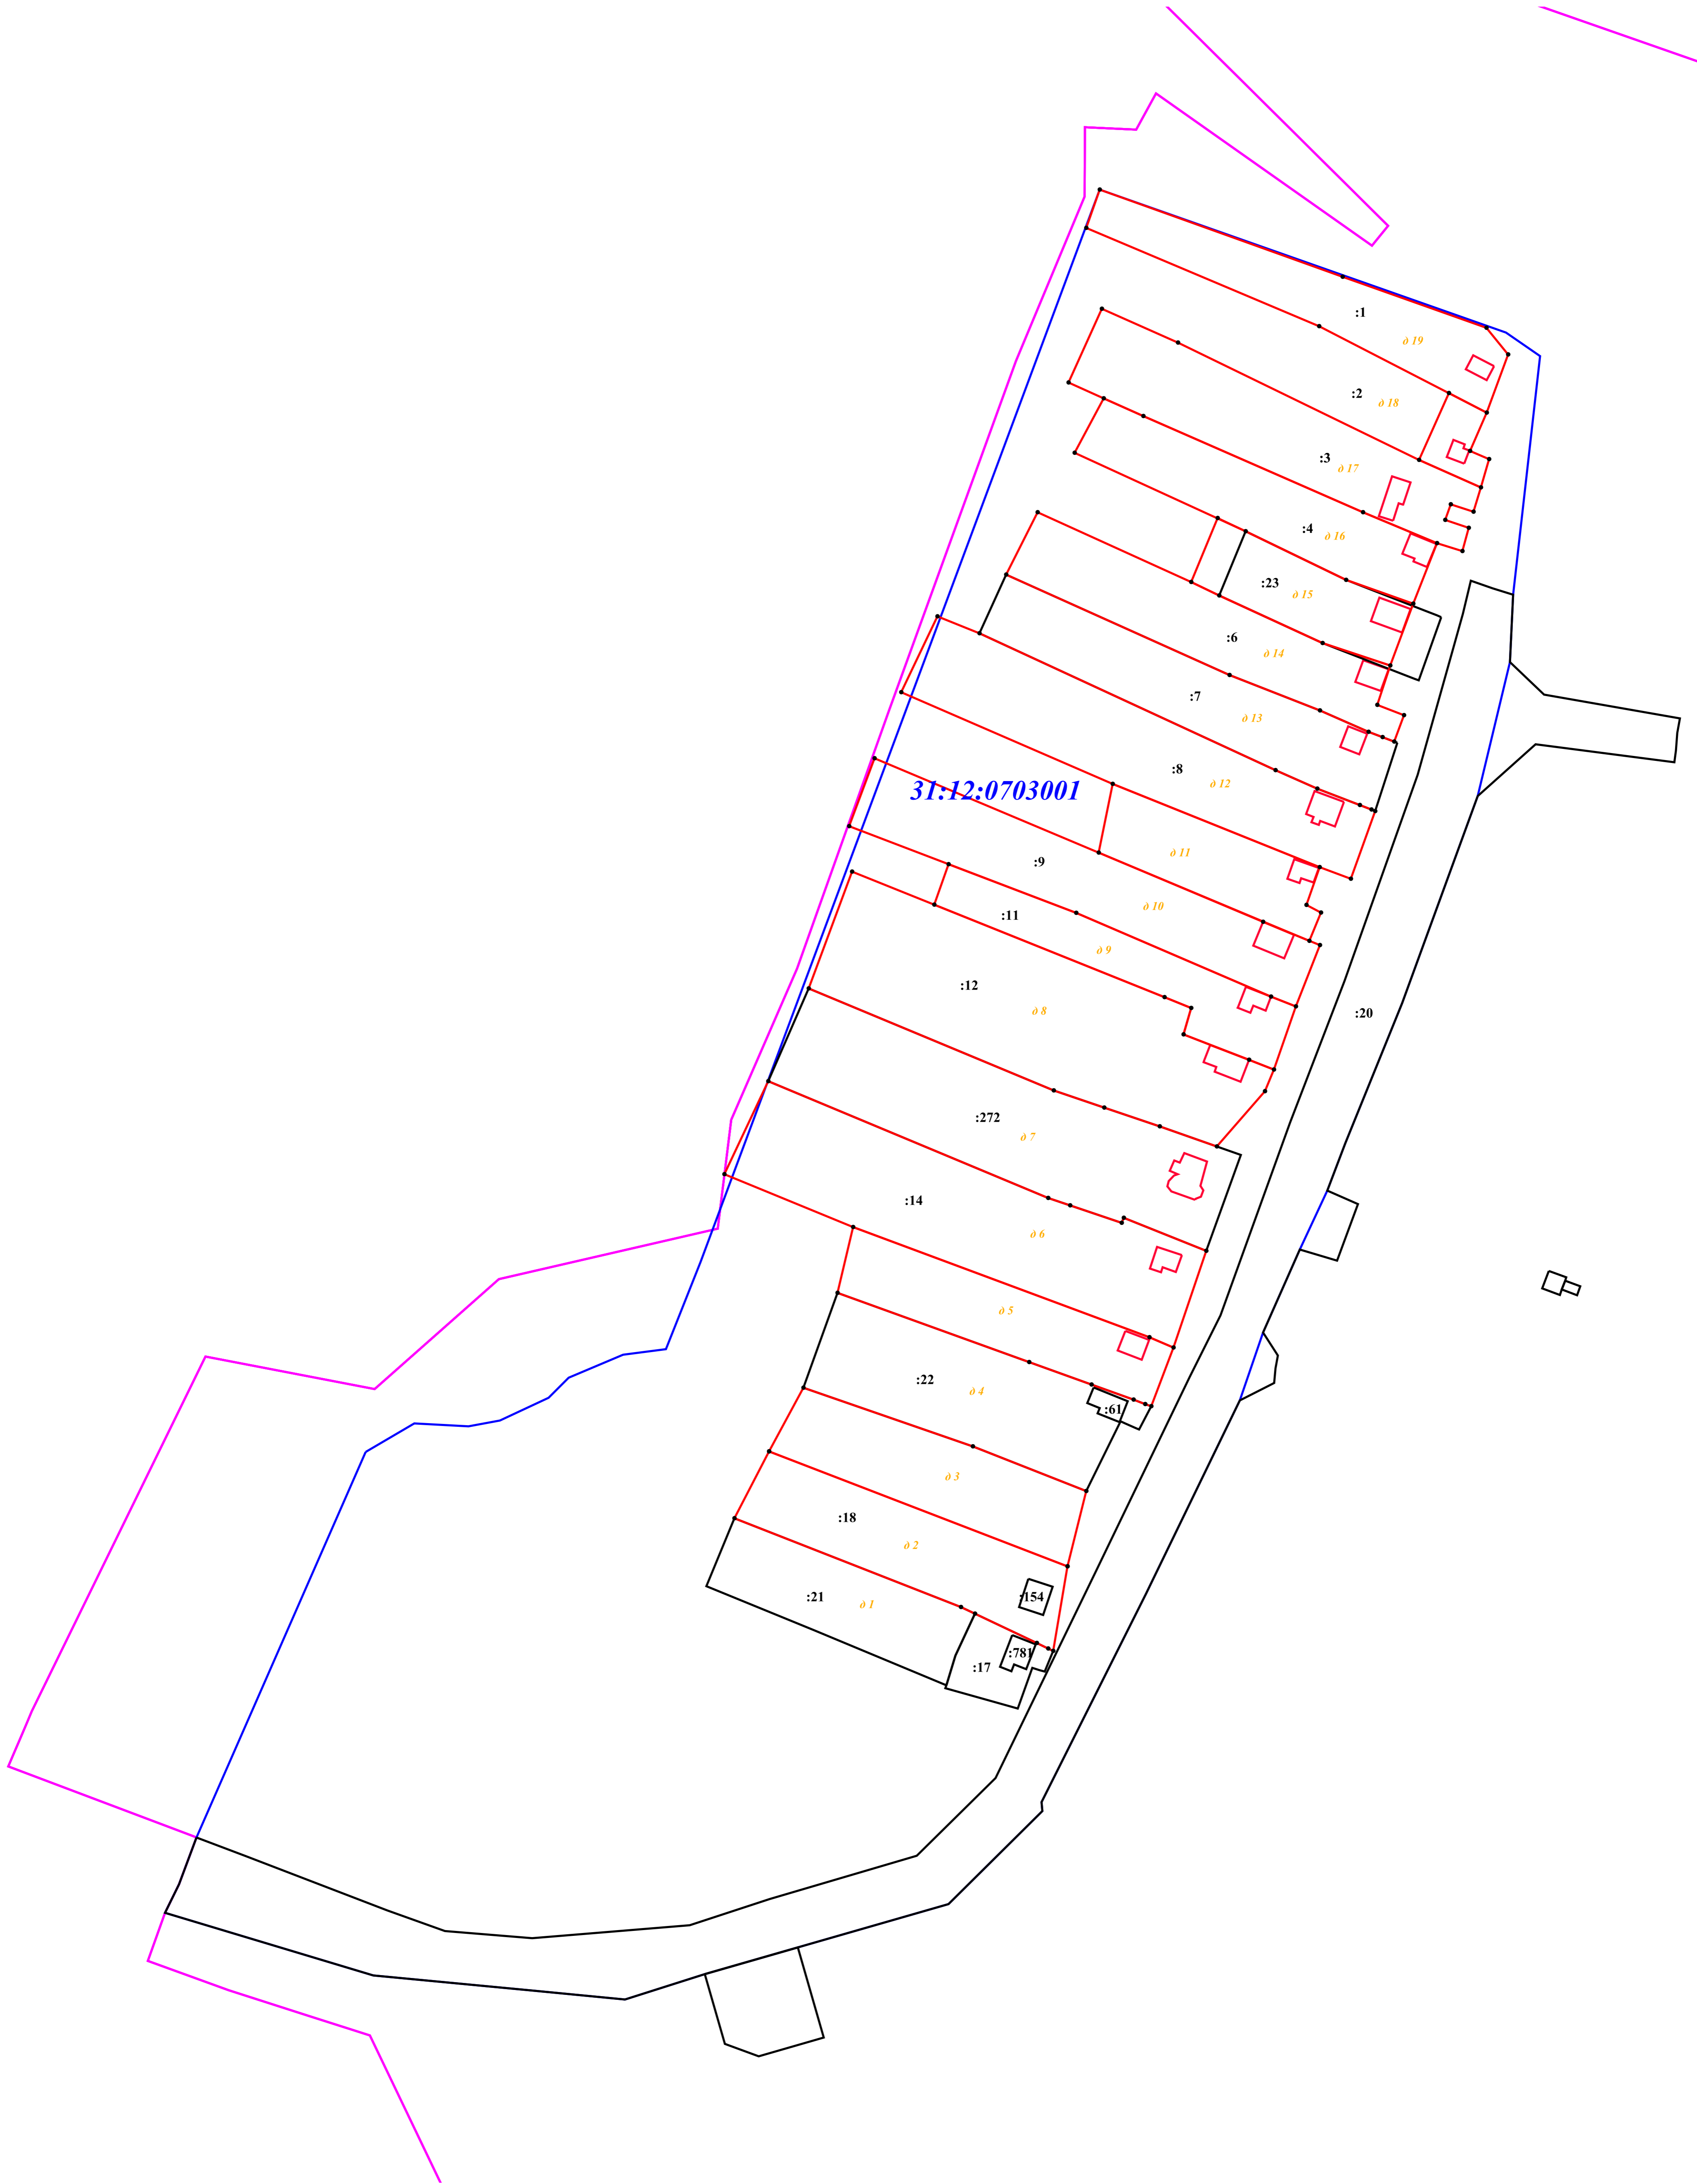 :1
д 19
:2
д 18
:3
д 17
:4
д 16
:23
д 15
:6
д 14
:7
д 13
:8
д 12
31:12:0703001
д 11
:9
д 10
:11
д 9
:12
д 8
:20
:272
д 7
:14
д 6
д 5
:22
д 4
:61
д 3
:18
д 2
:154
:21
д 1
:781
:17